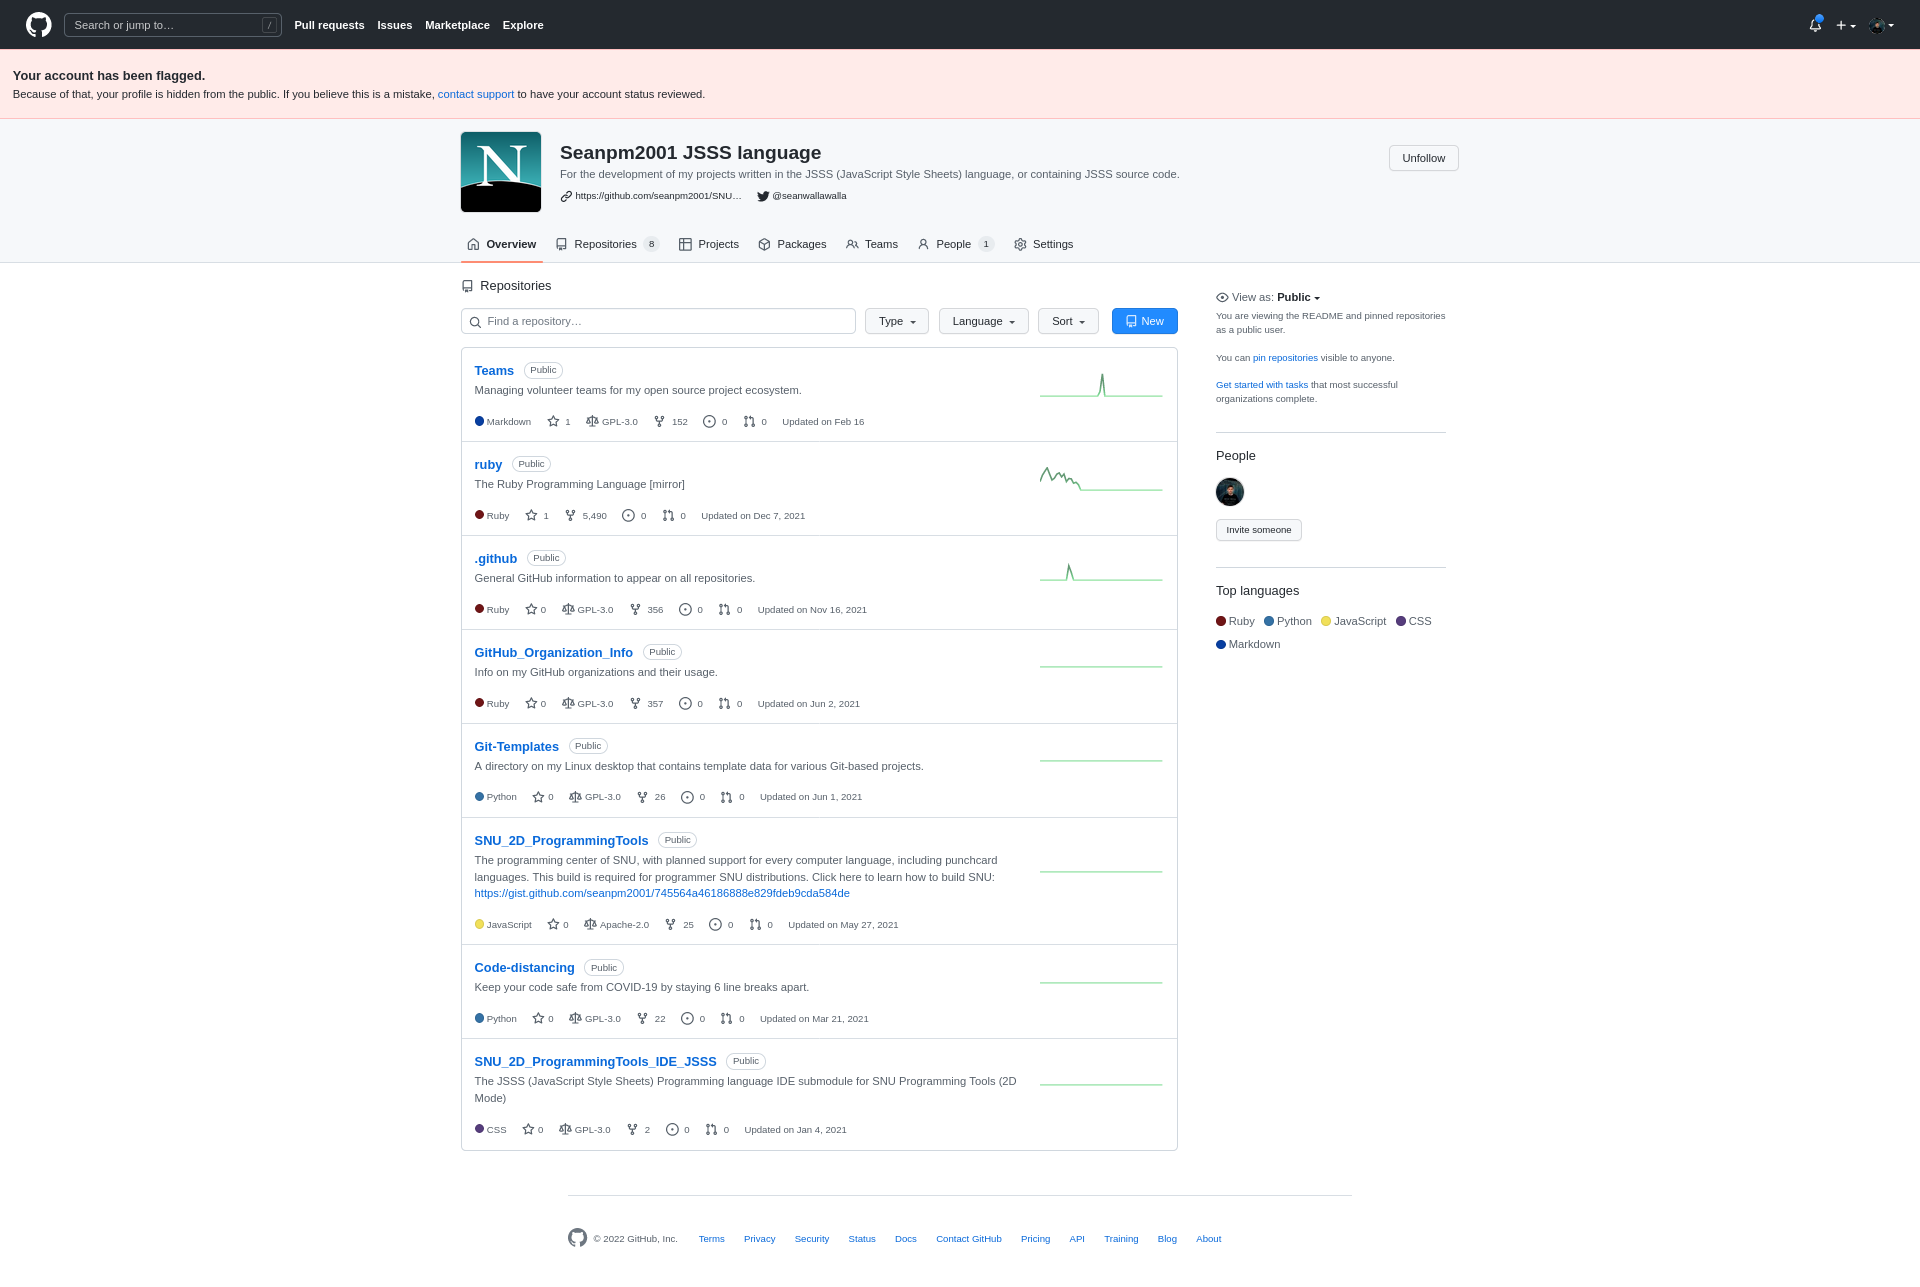 Search or jump to… /
Pull requests Issues Marketplace Explore
Your account has been flagged.
Because of that, your profile is hidden from the public. If you believe this is a mistake, contact support to have your account status reviewed.
N
Seanpm2001 JSSS language
Unfollow
For the development of my projects written in the JSSS (JavaScript Style Sheets) language, or containing JSSS source code.
https://github.com/seanpm2001/SNU… @seanwallawalla
Overview Repositories 8 Projects Packages Teams People 1 Settings
Repositories
Find a repository… Type Language Sort New
Teams Public
Managing volunteer teams for my open source project ecosystem.
Markdown 1 GPL-3.0 152 0 0 Updated on Feb 16
ruby Public
The Ruby Programming Language [mirror]
Ruby 1 5,490 0 0 Updated on Dec 7, 2021
.github Public
General GitHub information to appear on all repositories.
Ruby 0 GPL-3.0 356 0 0 Updated on Nov 16, 2021
GitHub_Organization_Info Public
Info on my GitHub organizations and their usage.
Ruby 0 GPL-3.0 357 0 0 Updated on Jun 2, 2021
Git-Templates Public
A directory on my Linux desktop that contains template data for various Git-based projects.
Python 0 GPL-3.0 26 0 0 Updated on Jun 1, 2021
SNU_2D_ProgrammingTools Public
The programming center of SNU, with planned support for every computer language, including punchcard
languages. This build is required for programmer SNU distributions. Click here to learn how to build SNU:
https://gist.github.com/seanpm2001/745564a46186888e829fdeb9cda584de
JavaScript 0 Apache-2.0 25 0 0 Updated on May 27, 2021
Code-distancing Public
Keep your code safe from COVID-19 by staying 6 line breaks apart.
Python 0 GPL-3.0 22 0 0 Updated on Mar 21, 2021
SNU_2D_ProgrammingTools_IDE_JSSS Public
The JSSS (JavaScript Style Sheets) Programming language IDE submodule for SNU Programming Tools (2D
Mode)
CSS 0 GPL-3.0 2 0 0 Updated on Jan 4, 2021
View as: Public
You are viewing the README and pinned repositories
as a public user.
You can pin repositories visible to anyone.
Get started with tasks that most successful
organizations complete.
People
Invite someone
Top languages
Ruby Python JavaScript CSS
Markdown
© 2022 GitHub, Inc. Terms Privacy Security Status Docs Contact GitHub Pricing API Training Blog About